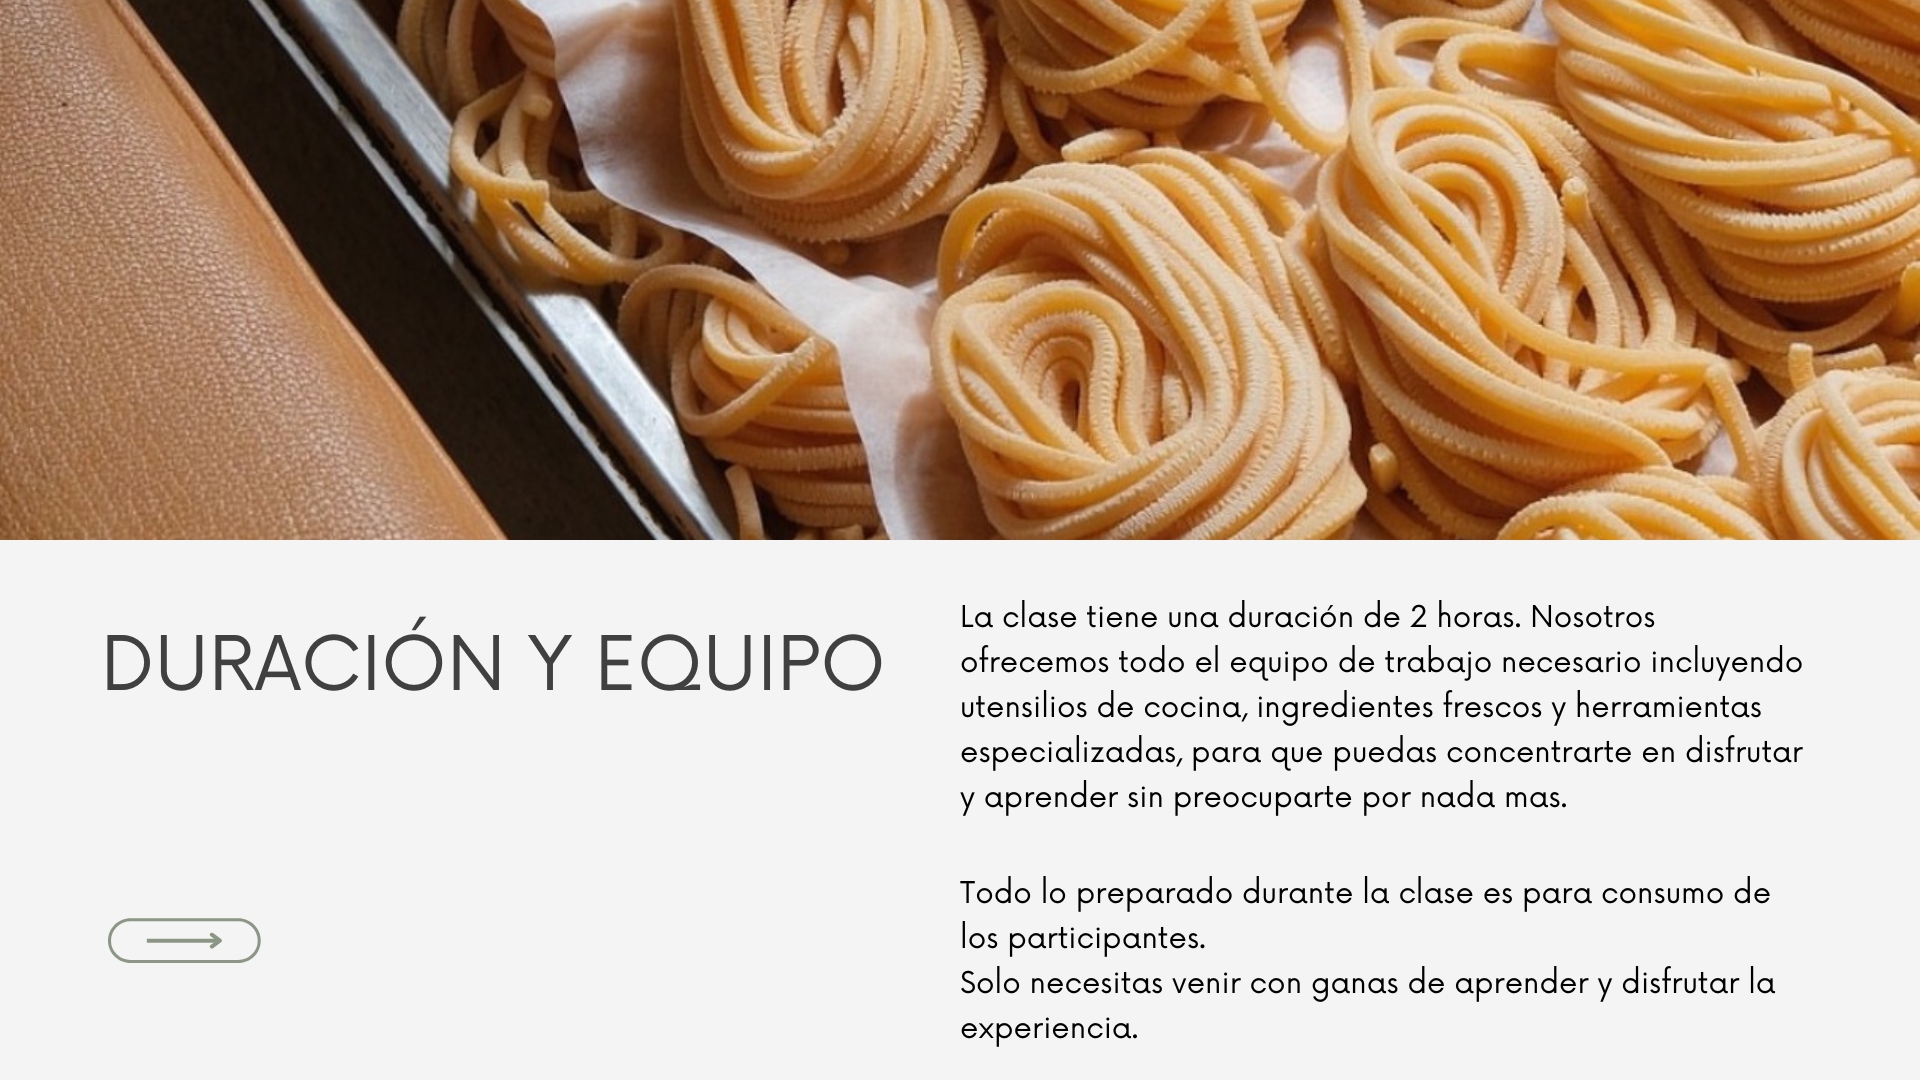 DURACIÓN Y EQUIPO
La clase tiene una duración de 2 horas. Nosotros
ofrecemos todo el equipo de trabajo necesario incluyendo
utensilios de cocina, ingredientes frescos y herramientas
especializadas, para que puedas concentrarte en disfrutar
y aprender sin preocuparte por nada mas.
Todo lo preparado durante la clase es para consumo de
los participantes.
Solo necesitas venir con ganas de aprender y disfrutar la
experiencia.